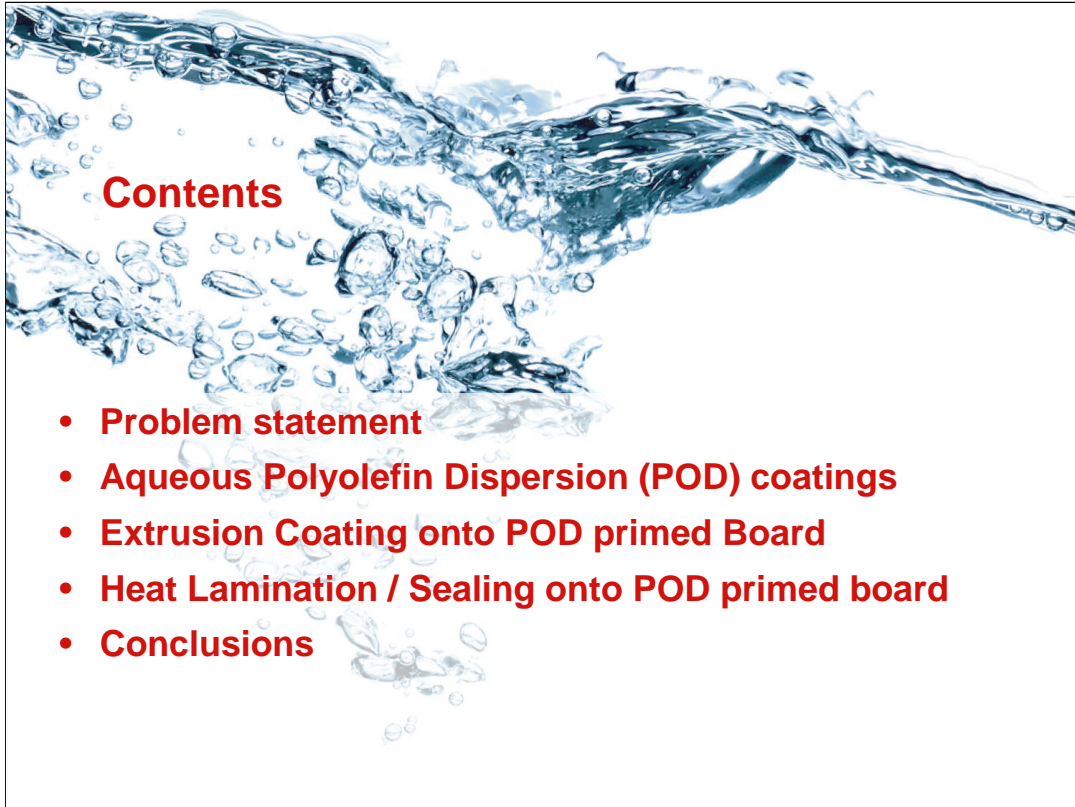 Contents
• Problem statement
• Aqueous Polyolefin Dispersion (POD) coatings
• Extrusion Coating onto POD primed Board
• Heat Lamination / Sealing onto POD primed board
• Conclusions